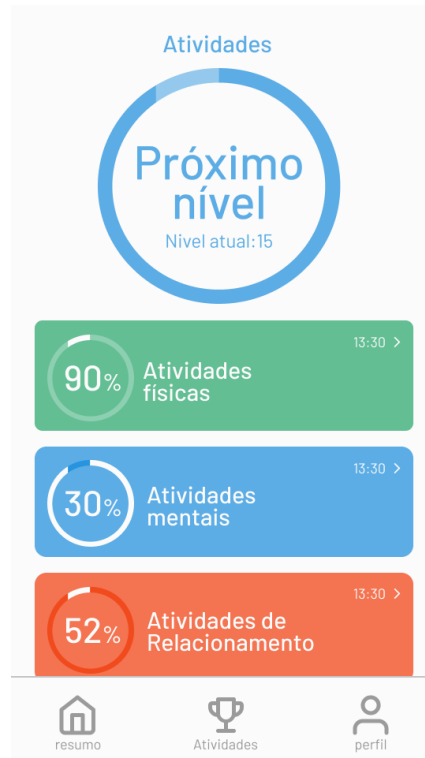 Atividades
Próximo
nível
Nivel atual:15
13:30
90%
Atividades
físicas
13:30
30%
Atividades
mentais
13:30
52%
Atividades de
Relacionamento
resumo
Atividades
perfil